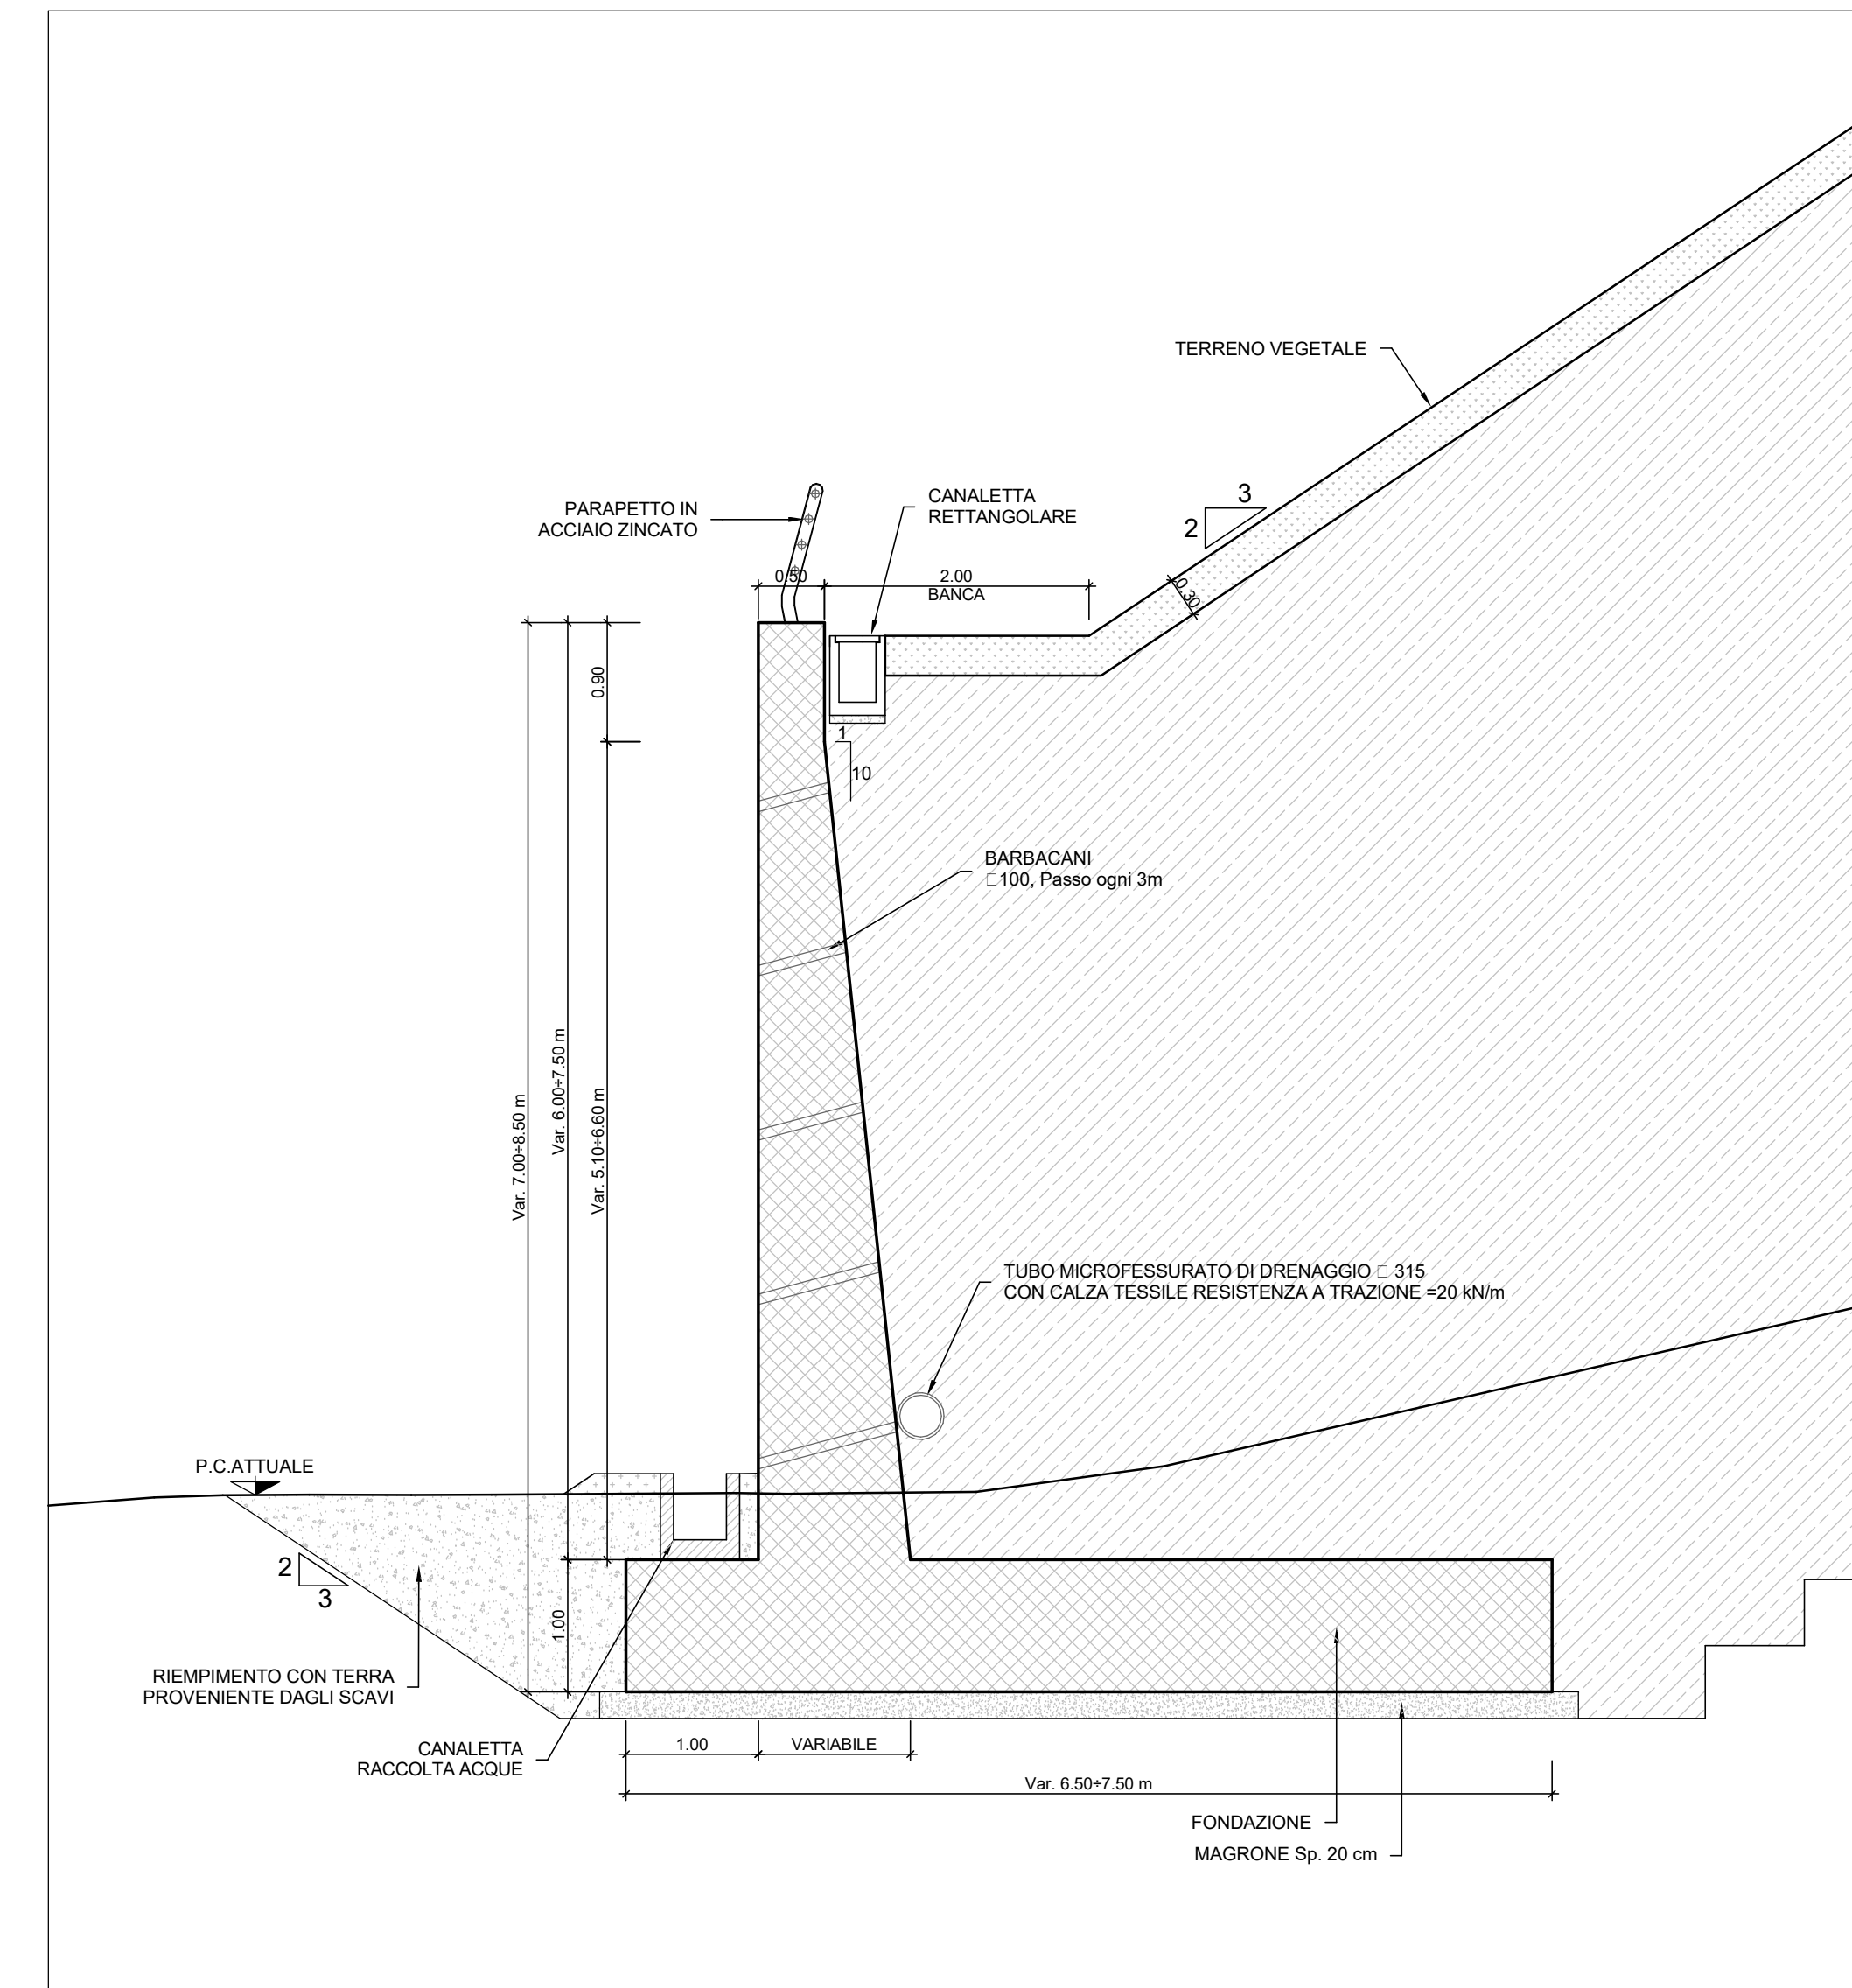 TERRENO VEGETALE
3
2
0.30
CANALETTA
RETTANGOLARE
PARAPETTO IN
ACCIAIO ZINCATO
0.50
2.00
BANCA
0.90
1
10
BARBACANI
□100, Passo ogni 3m
Var. 7.00÷8.50 m
Var. 6.00÷7.50 m
Var. 5.10÷6.60 m
TUBO MICROFESSURATO DI DRENAGGIO □ 315
CON CALZA TESSILE RESISTENZA A TRAZIONE =20 kN/m
P.C.ATTUALE
2
3
1.00
RIEMPIMENTO CON TERRA
PROVENIENTE DAGLI SCAVI
CANALETTA
RACCOLTA ACQUE
1.00
VARIABILE
Var. 6.50÷7.50 m
FONDAZIONE
MAGRONE Sp. 20 cm